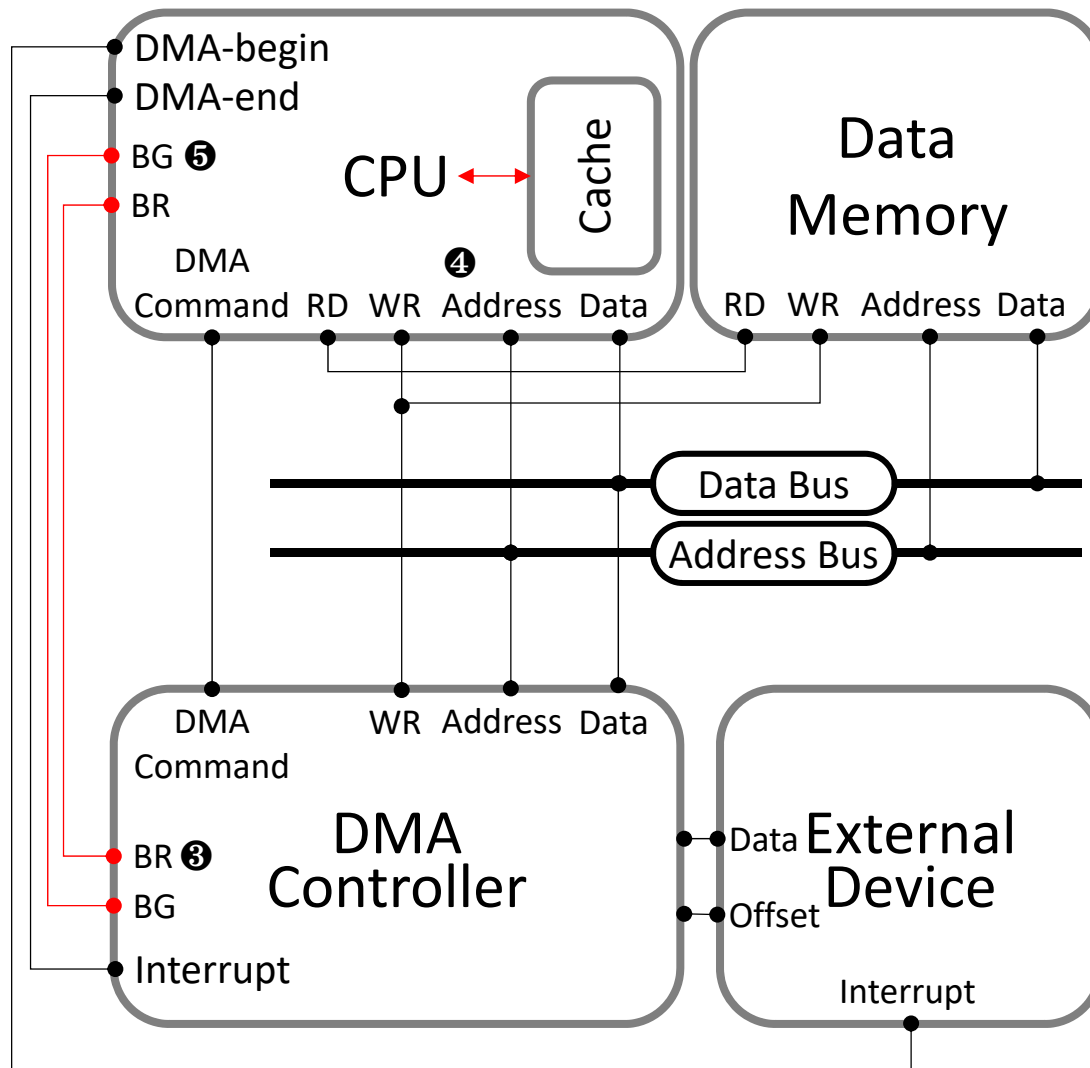 DMA-begin
DMA-end
BG ❺
BR
CPU
Cache
❹
DMA
Command RD WR Address Data
Data
Memory
RD WR Address Data
Data Bus
Address Bus
DMA
Command
WR Address Data
DMA
Controller
BR ❸
BG
Interrupt
Data
Offset
External
Device
Interrupt